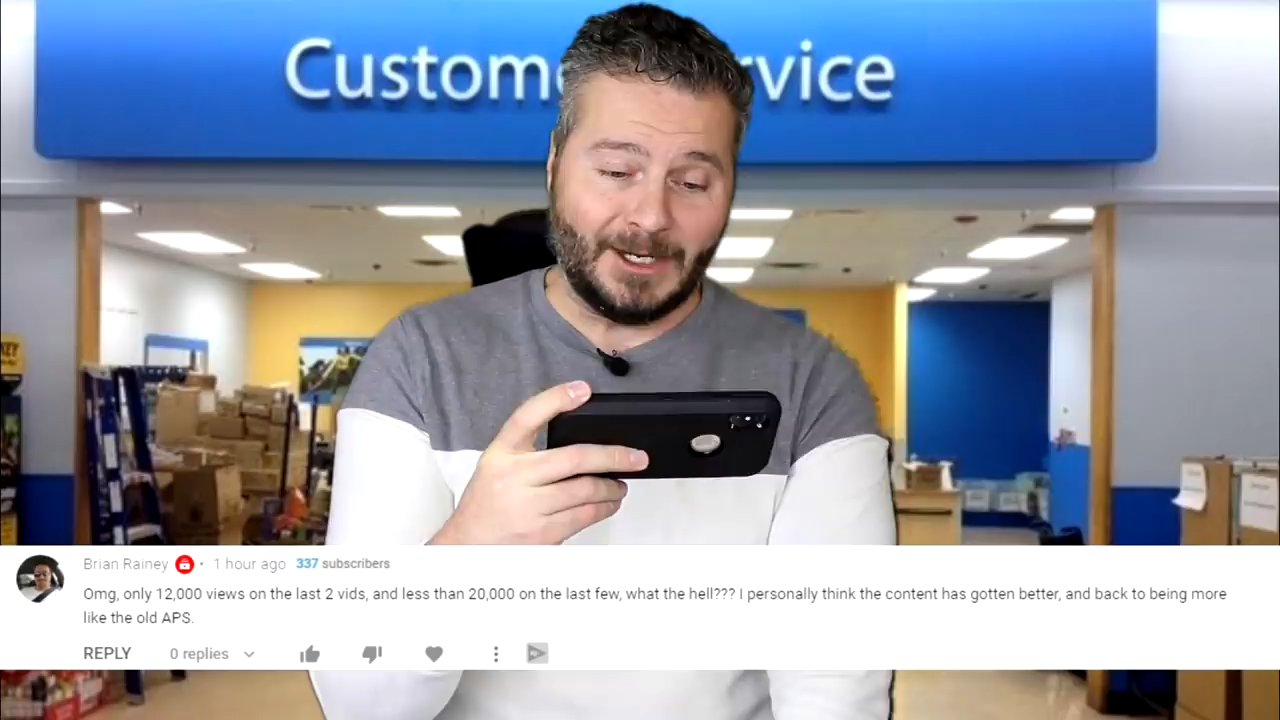 Custome rvice
KEY
Brian Rainey • 1 hour ago 337 subscribers
Omg, only 12,000 views on the last 2 vids, and less than 20,000 on the last few, what the hell??? I personally think the content has gotten better, and back to being more
like the old APS.
REPLY 0 replies